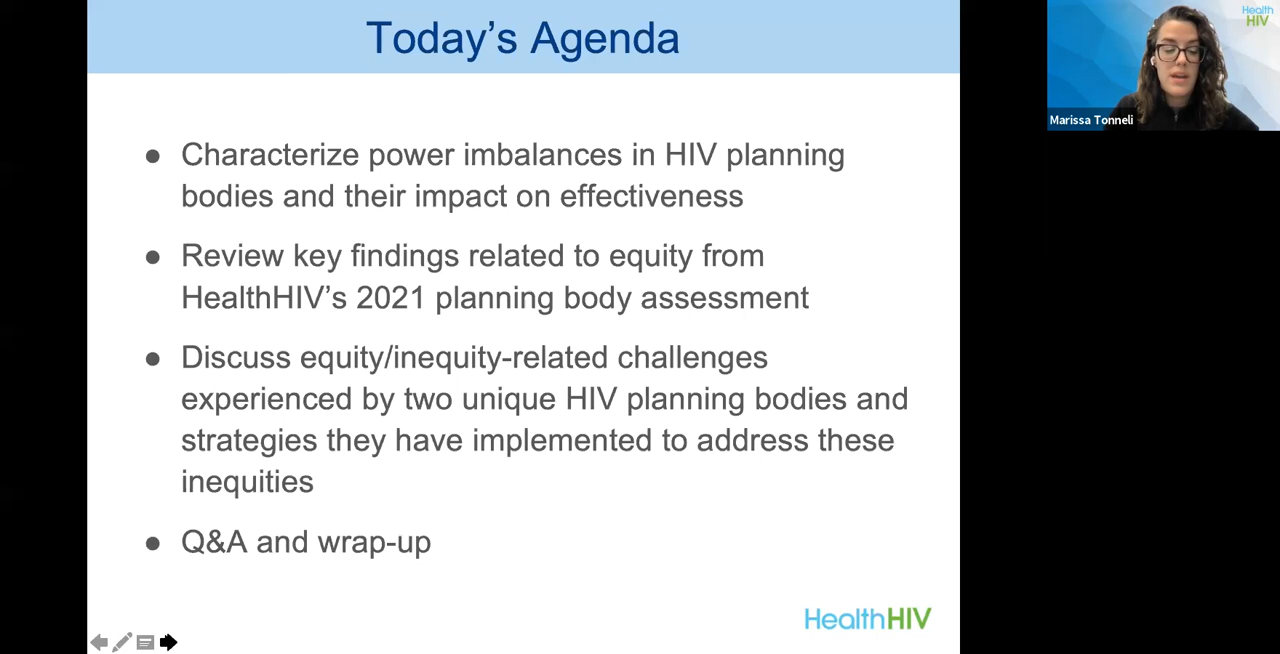 Today’s Agenda
● Characterize power imbalances in HIV planning
bodies and their impact on effectiveness
● Review key findings related to equity from
HealthHIV’s 2021 planning body assessment
● Discuss equity/inequity-related challenges
experienced by two unique HIV planning bodies and
strategies they have implemented to address these
inequities
● Q&A and wrap-up
HealthHIV
Health
HIV
Marissa Tonneli